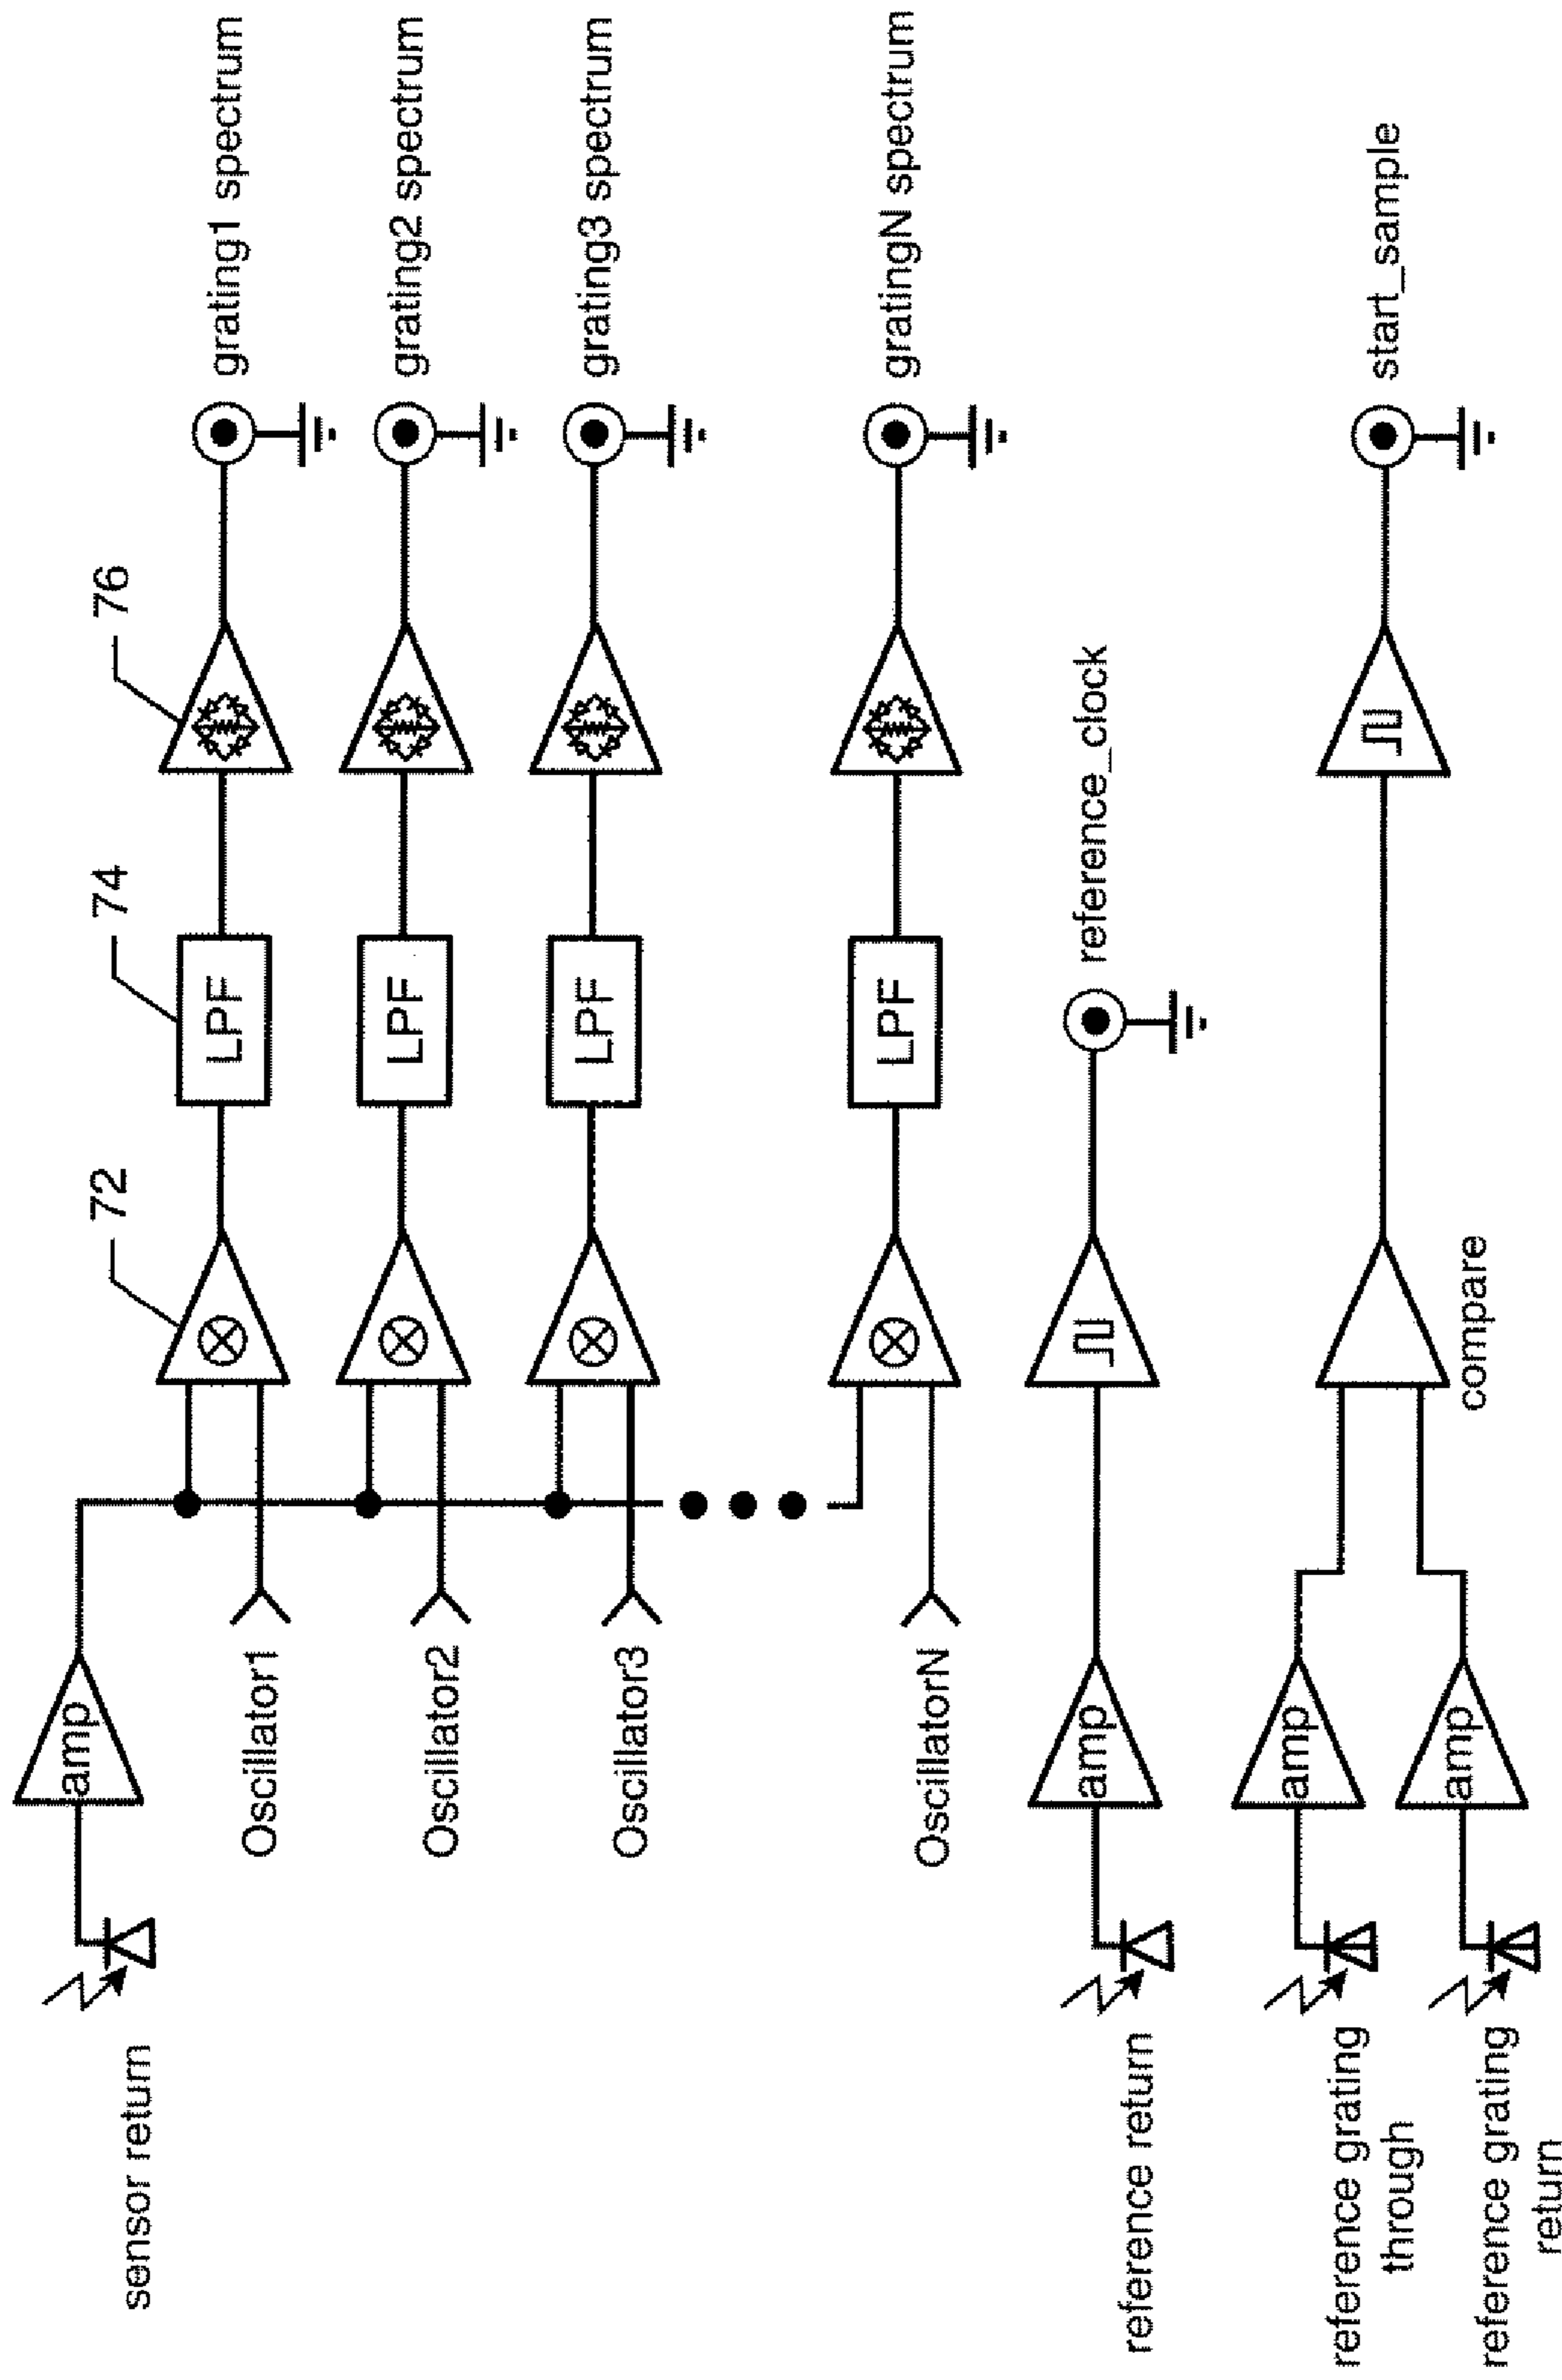 sensor return
amp
72
74
76
LPF
grating1 spectrum
Oscillator1
LPF
grating2 spectrum
Oscillator2
LPF
grating3 spectrum
Oscillator3
LPF
gratingN spectrum
OscillatorN
reference return
amp
reference_clock
reference grating
through
amp
compare
start_sample
reference grating
return
amp